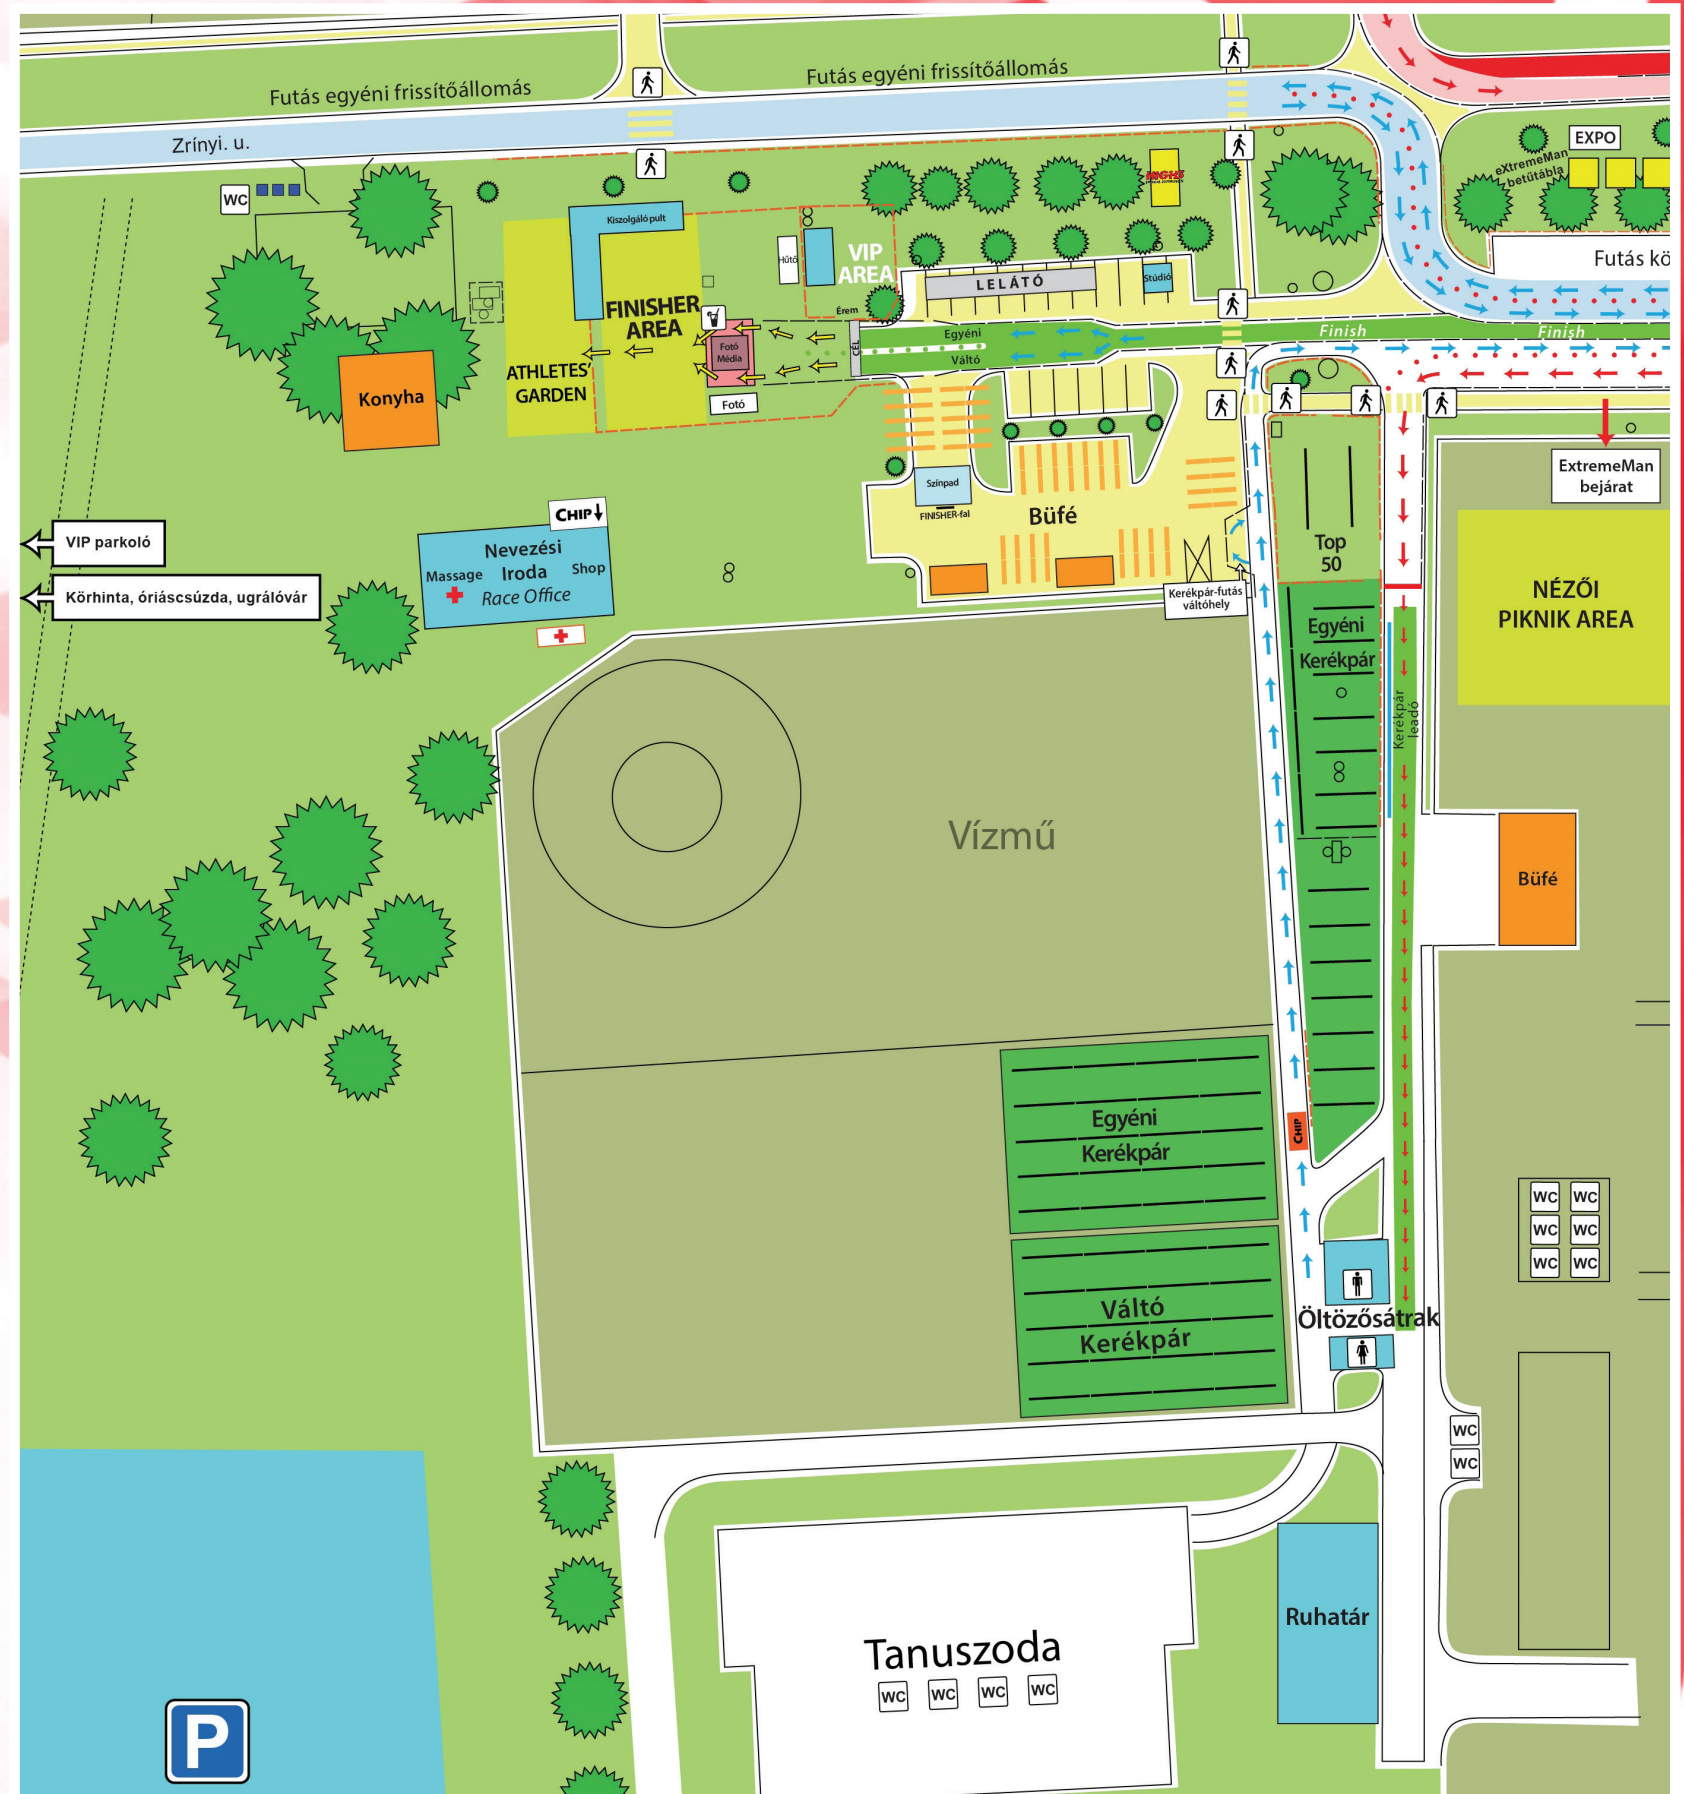 Futás egyéni frissítőállomás
Futás egyéni frissítőállomás
Zrínyi. u.
EXPO
eXtremeMan
betűtábla
HIGH5
WC
Kiszolgáló pult
Hűtő
VIP
AREA
LELÁTÓ
Stúdió
Futás kö
FINISHER
AREA
Érem
Fotó
Média
CÉL
Egyéni
Váltó
Finish
Finish
ATHLETES'
GARDEN
Fotó
Konyha
ExtremeMan
bejárat
Színpad
FINISHER-fal
Büfé
CHIP
VIP parkoló
Nevezési
Iroda
Massage
Shop
Race Office
Körhinta, óriáscsúzda, ugrálóvár
Top
50
Kerékpár-futás
váltóhely
NÉZŐI
PIKNIK AREA
Egyéni
Kerékpár
Kerékpár
leadó
Vízmű
Büfé
Egyéni
Kerékpár
CHIP
WC WC
WC WC
WC WC
Váltó
Kerékpár
Öltözősátrak
WC
WC
Ruhatár
Tanuszoda
WC WC WC WC
P